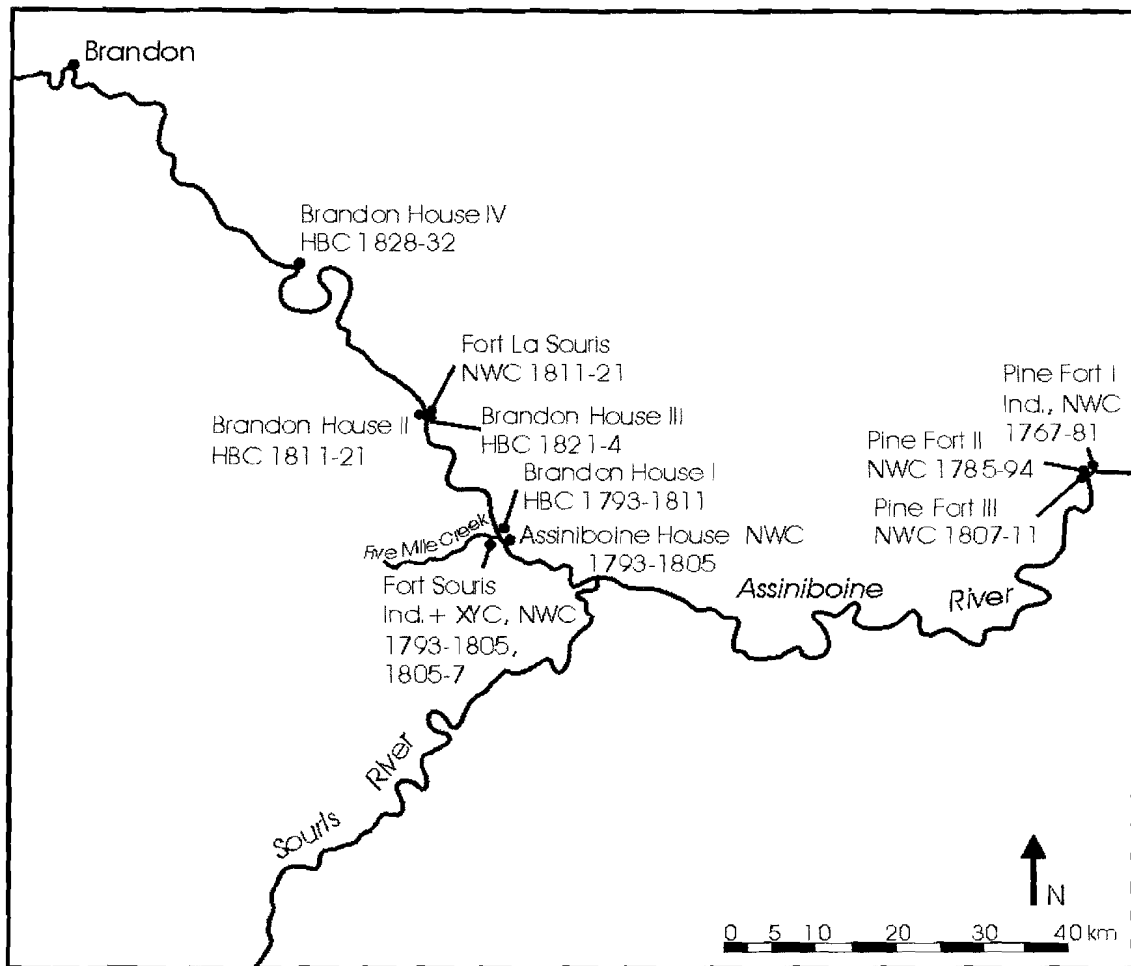 Brandon
Brandon House IV
HBC 1828-32
Fort La Souris
NWC 1811-21
Brandon House II
HBC 1811-21
Brandon House III
HBC 1821-4
Brandon House I
HBC 1793-1811
Five Mile Creek
Assiniboine House NWC
1793-1805
Fort Souris
Ind. + XYC, NWC
1793-1805,
1805-7
Pine Fort I
Ind., NWC
1767-81
Pine Fort II
NWC 1785-94
Pine Fort III
NWC 1807-11
Assiniboine River
Souris River
N
0 5 10 20 30 40 km